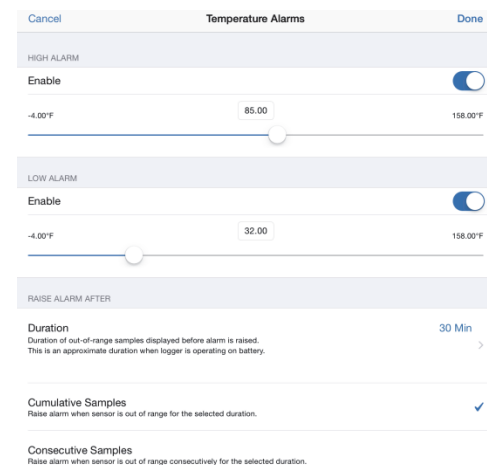 Cancel Temperature Alarms Done
HIGH ALARM
Enable
-4.00°F 85.00 158.00°F
LOW ALARM
Enable
-4.00°F 32.00 158.00°F
RAISE ALARM AFTER
Duration 30 Min
Duration of out-of-range samples displayed before alarm is raised.
This is an approximate duration when logger is operating on battery.
Cumulative Samples
Raise alarm when sensor is out of range for the selected duration.
Consecutive Samples
Raise alarm when sensor is out of range consecutively for the selected duration.